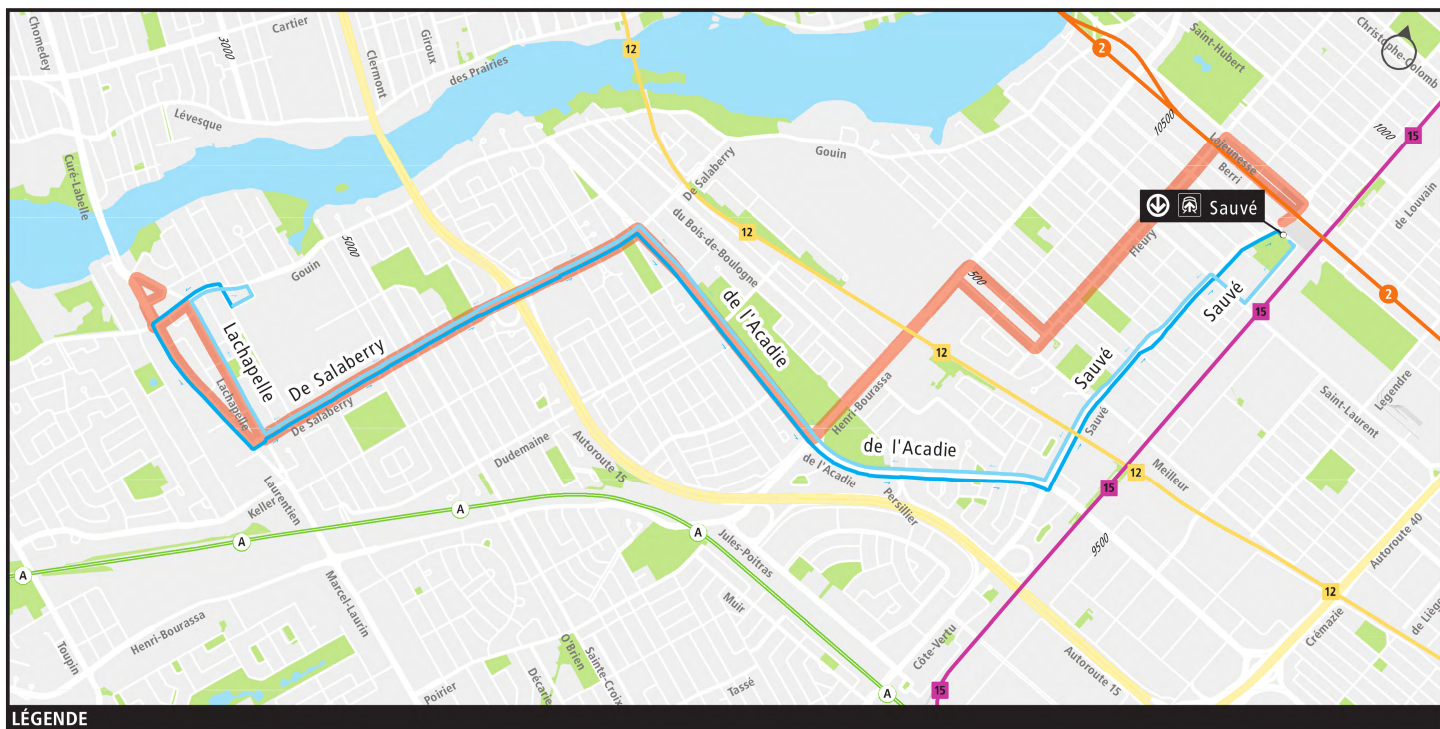 Chomedey
3000
Cartier
Clermont
Giroux
des Prairies
12
2
Saint-Hubert
Christophe-Colomb
Lévesque
Curé-Labelle
Gouin
10500
1000
15
Lajeunesse
Berri
De Salaberry
du Bois-de-Boulogne
12
Sauvé
de Louvain
5000
Gouin
Fleury
500
2
15
Lachapelle
De Salaberry
de l'Acadie
Sauvé
Lachapelle
De Salaberry
12
Henri-Bourassa
Sauvé
Sauvé
Legendre
Saint-Laurent
Dudemaine
Autoroute 15
de l'Acadie
de l'Acadie
Persillier
12
Meilleur
15
Laurentien
Keller
A
A
A
A
Jules-Poitras
9500
Autoroute 40
Marcel-Laurin
Henri-Bourassa
Toupin
Muir
O'Brien
Sainte-Croix
Décarie
Poirier
Tassé
Côte-Vertu
Autoroute 15
12
Crémazie
de Liège
A
15
LÉGENDE